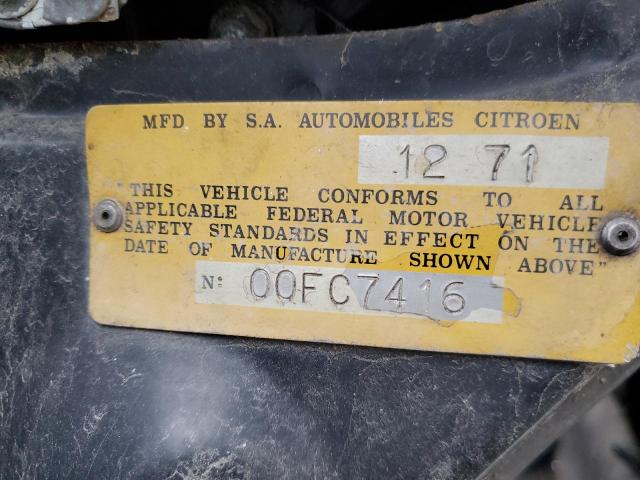 MFD BY S.A. AUTOMOBILES CITROEN
12 71
"THIS VEHICLE CONFORMS TO ALL
APPLICABLE FEDERAL MOTOR VEHICLE
SAFETY STANDARDS IN EFFECT ON THE
DATE OF MANUFACTURE SHOWN ABOVE"
N: 00FC7416